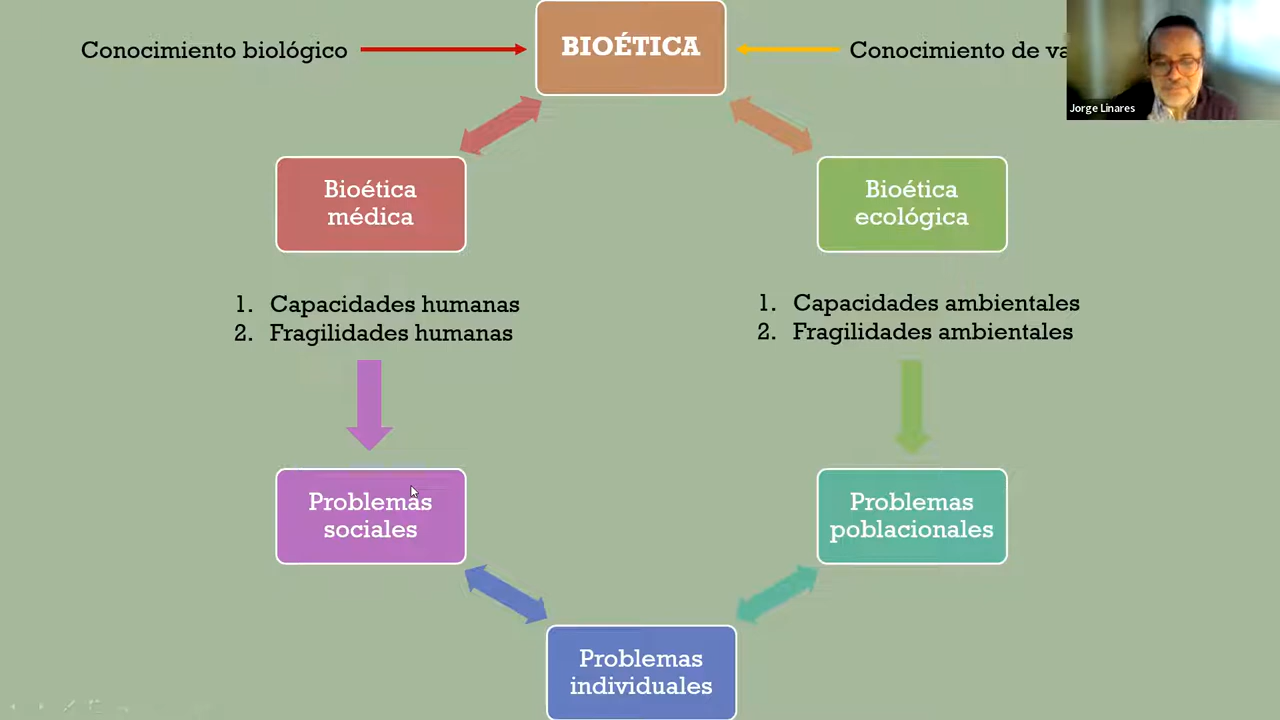 Conocimiento biológico
BIOÉTICA
Conocimiento de
Jorge Linares
Bioética
médica
Bioética
ecológica
1. Capacidades humanas
2. Fragilidades humanas
1. Capacidades ambientales
2. Fragilidades ambientales
Problemas
sociales
Problemas
poblacionales
Problemas
individuales